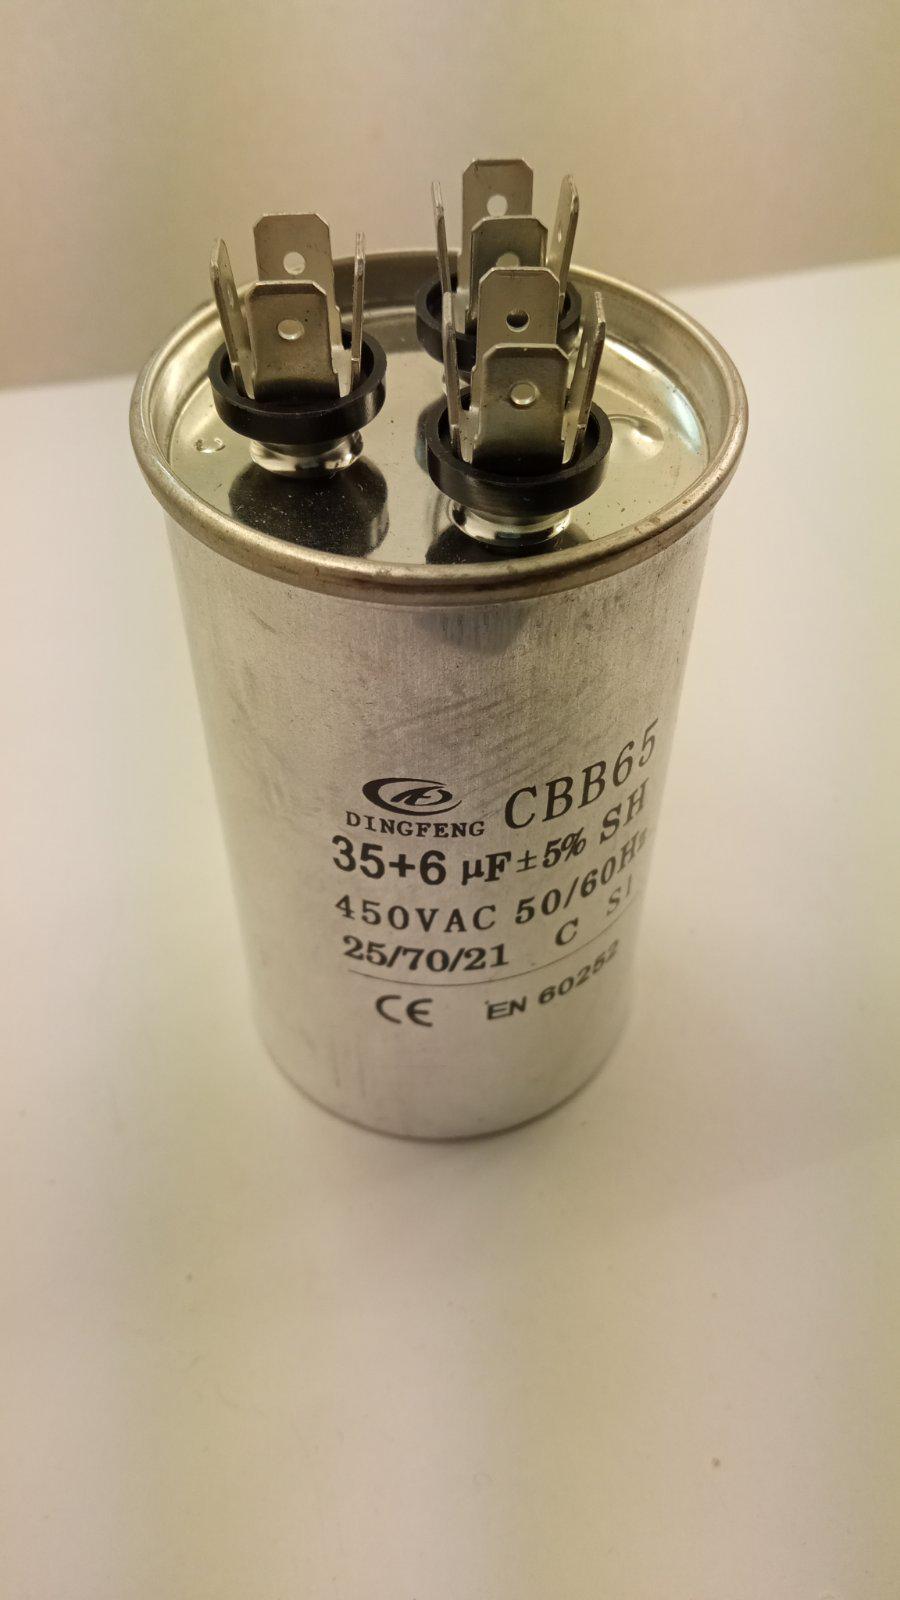 DINGFENG CBB65
35+6 µF±5% SH
450VAC 50/60Hz
25/70/21 C
CE EN 60252